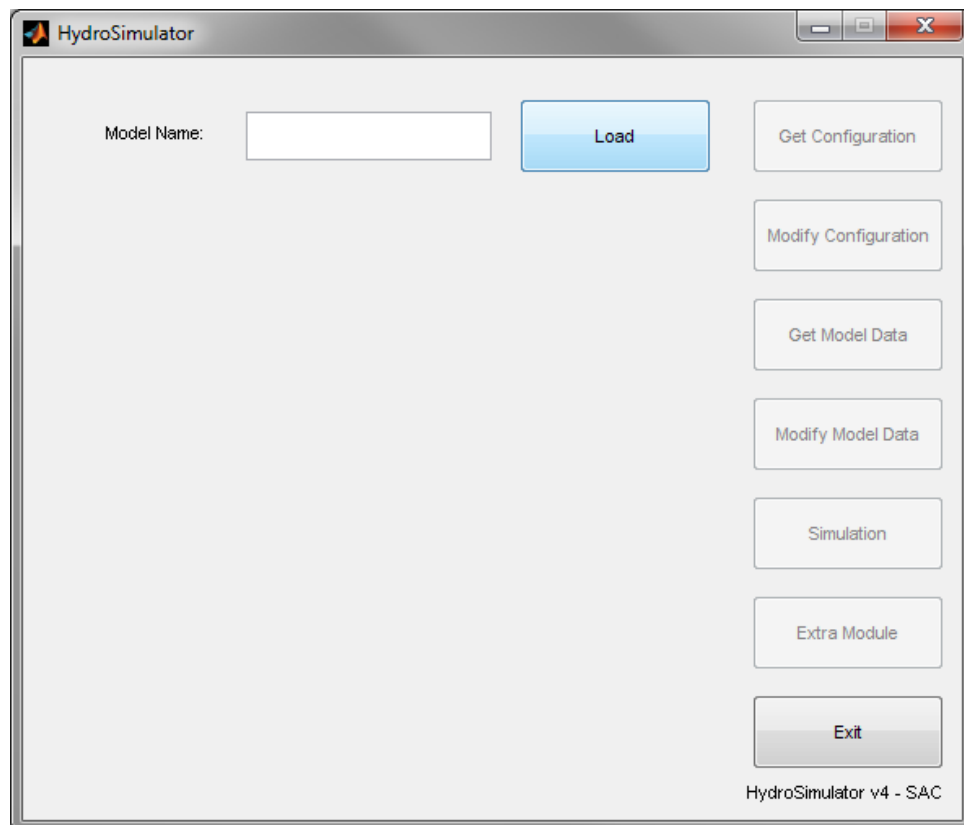 HydroSimulator
Model Name:
Load
Get Configuration
Modify Configuration
Get Model Data
Modify Model Data
Simulation
Extra Module
Exit
HydroSimulator v4 - SAC